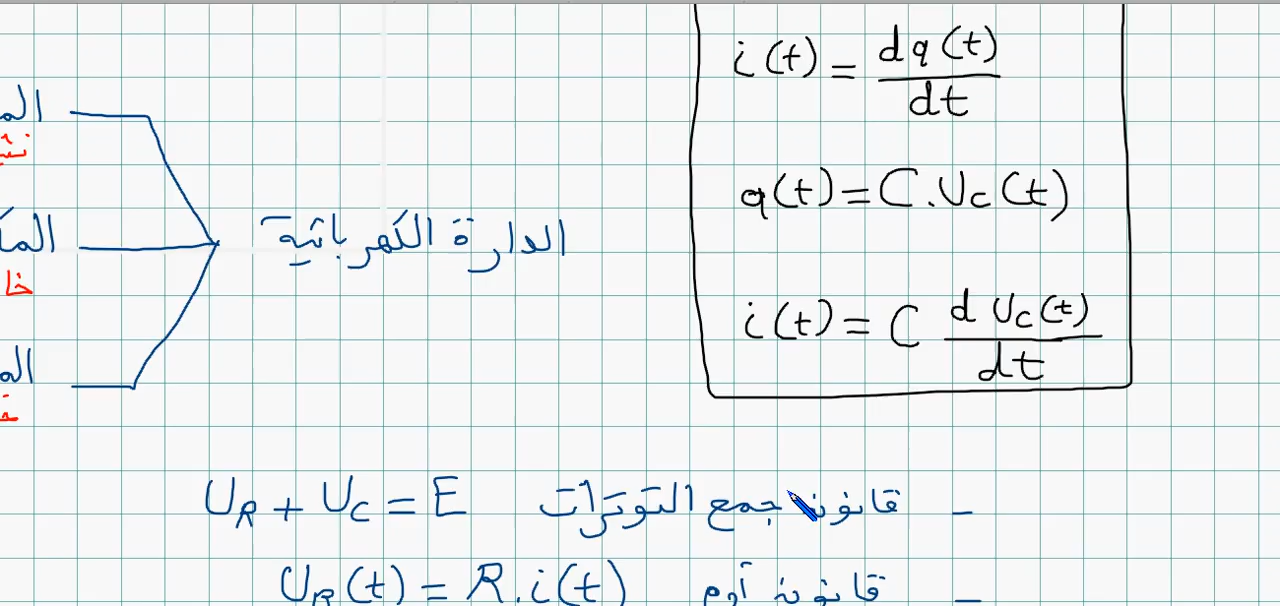 i(t) = dq(t)/dt
q(t) = C.Uc(t)
i(t) = C dUc(t)/dt
الدارة الكهربائية
- قانون جمع التوترات UR + UC = E
- قانون أوم UR(t) = R.i(t)